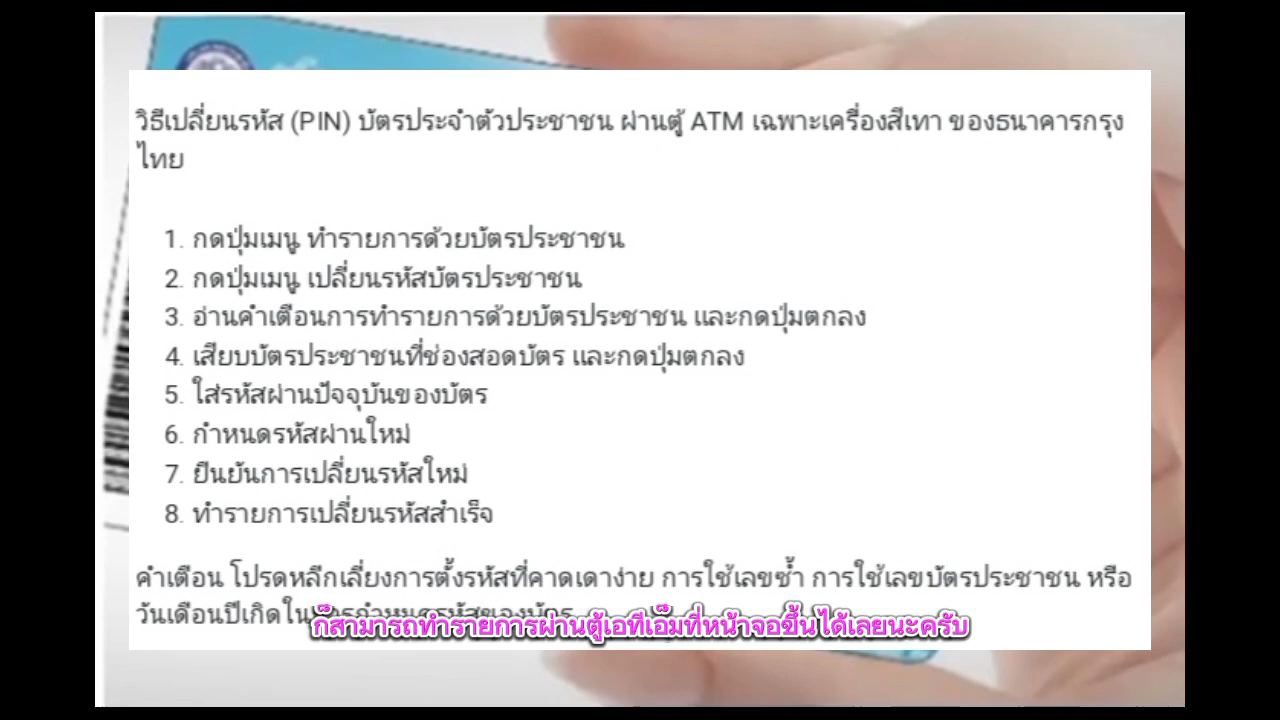 วิธีเปลี่ยนรหัส (PIN) บัตรประจำตัวประชาชน ผ่านตู้ ATM เฉพาะเครื่องสีเทา ของธนาคารกรุง
ไทย
1. กดปุ่มเมนู ทำรายการด้วยบัตรประชาชน
2. กดปุ่มเมนู เปลี่ยนรหัสบัตรประชาชน
3. อ่านคำเตือนการทำรายการด้วยบัตรประชาชน และกดปุ่มตกลง
4. เสียบบัตรประชาชนที่ช่องสอดบัตร และกดปุ่มตกลง
5. ใส่รหัสผ่านปัจจุบันของบัตร
6. กำหนดรหัสผ่านใหม่
7. ยืนยันการเปลี่ยนรหัสใหม่
8. ทำรายการเปลี่ยนรหัสสำเร็จ
คำเตือน โปรดหลีกเลี่ยงการตั้งรหัสที่คาดเดาง่าย การใช้เลขซ้ำ การใช้เลขบัตรประชาชน หรือ
วันเดือนปีเกิดในการกำหนดรหัสของบัตร
ก็สามารถทำรายการผ่านตู้เอทีเอ็มที่หน้าจอขึ้นได้เลยนะครับ